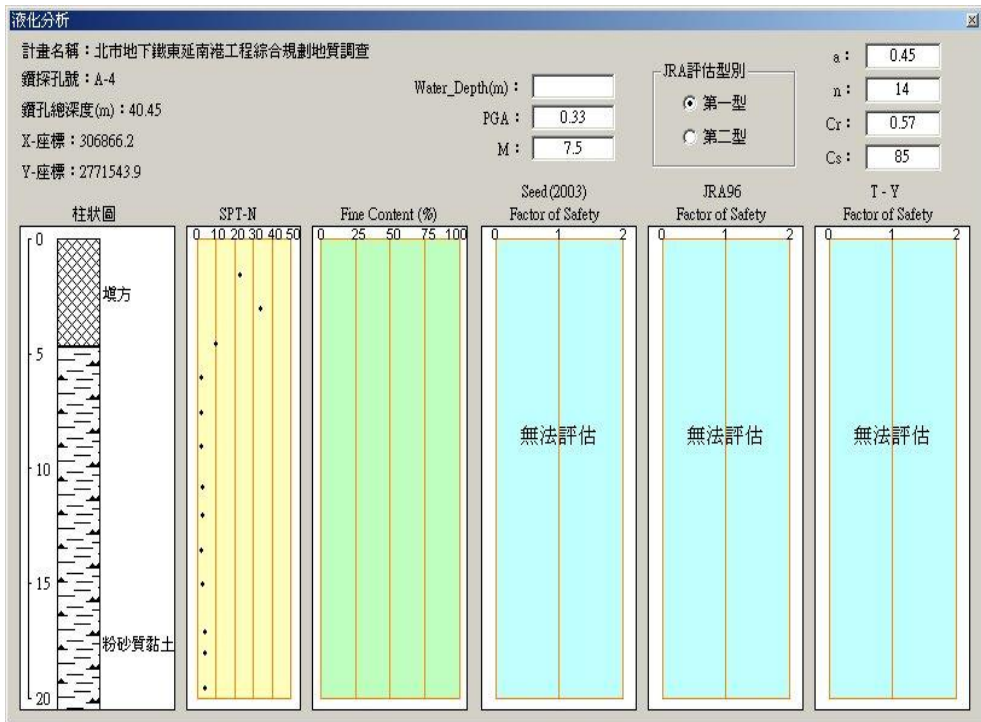 液化分析
計畫名稱：北市地下鐵東延南港工程綜合規劃地質調查
鑽探孔號：A-4
鑽孔總深度(m)：40.45
X-座標：306866.2
Y-座標：2771543.9
Water_Depth(m)：
PGA： 0.33
M： 7.5
JRA評估型別
第一型
第二型
a： 0.45
n： 14
Cr： 0.57
Cs： 85
柱狀圖
SPT-N
Fine Content (%)
Seed(2003)
Factor of Safety
JRA96
Factor of Safety
T - Y
Factor of Safety
0
5
10
15
20
填方
粉砂質黏土
0 10 20 30 40 50
0 25 50 75 100
0 1 2
無法評估
0 1 2
無法評估
0 1 2
無法評估